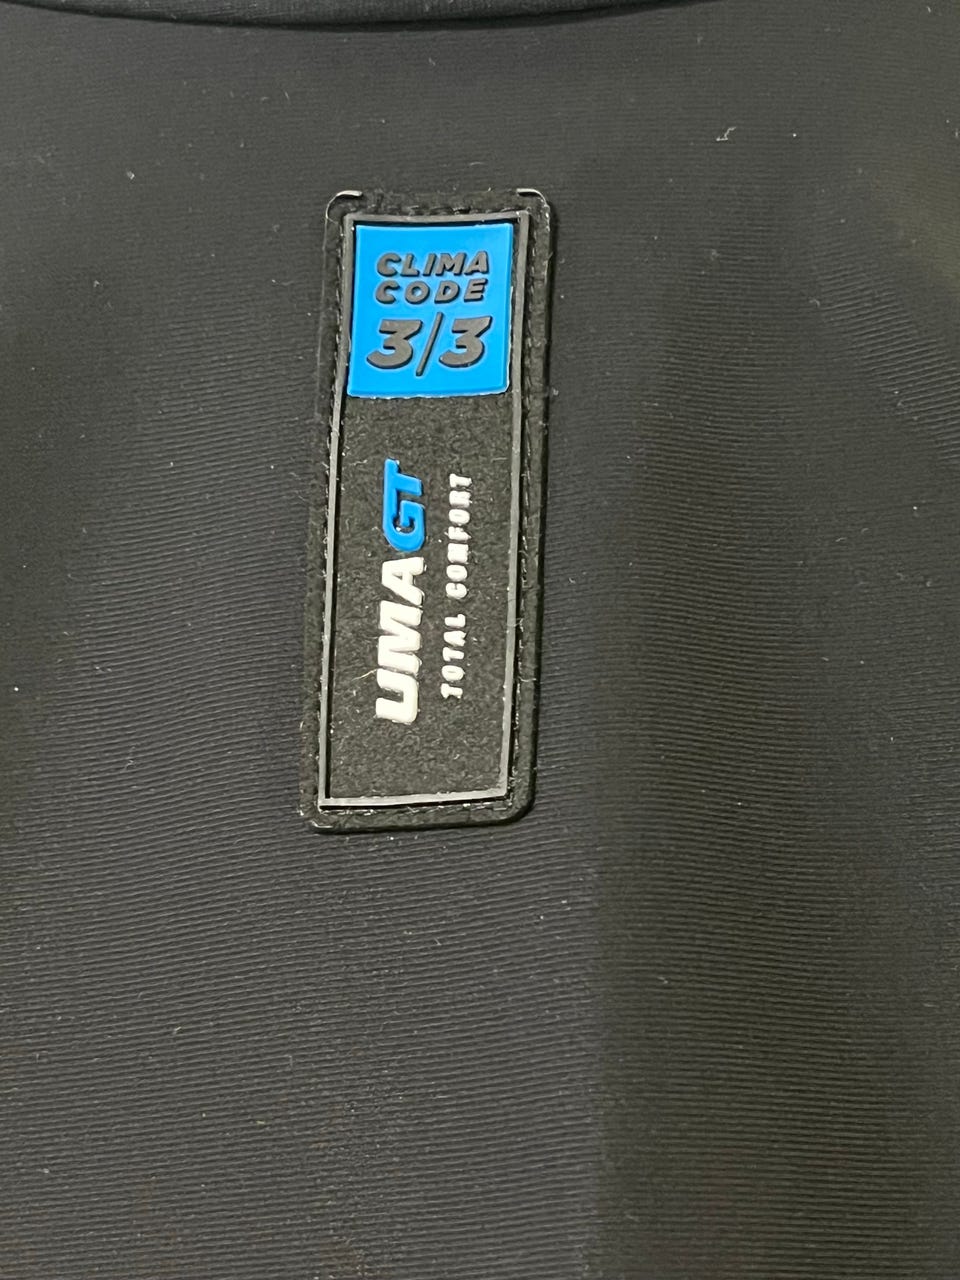 CLIMA
CODE
3/3
UMAGT
TOTAL COMFORT